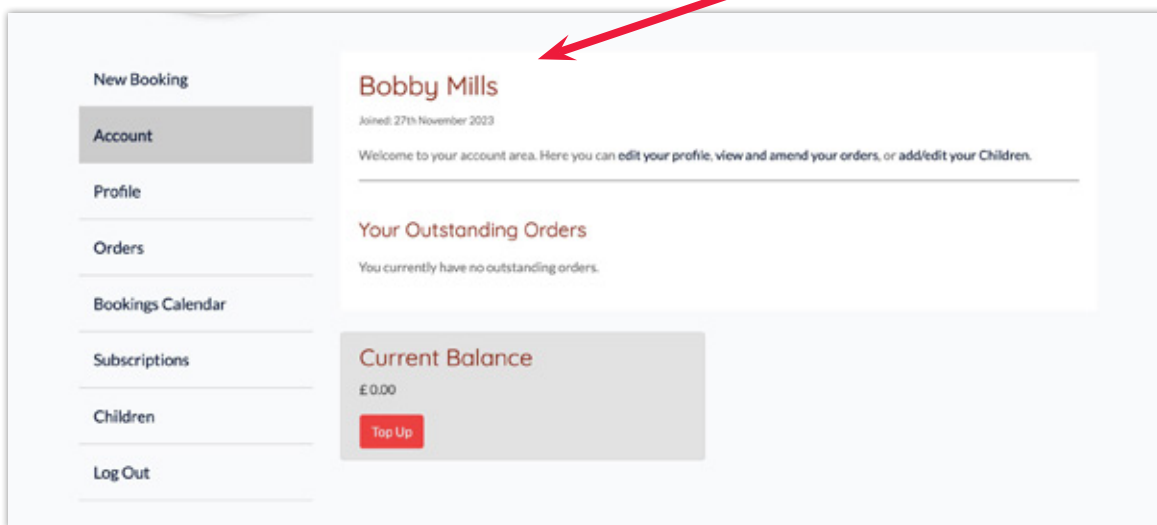 New Booking
Account
Profile
Orders
Bookings Calendar
Subscriptions
Children
Log Out
Bobby Mills
Joined: 27th November 2023
Welcome to your account area. Here you can edit your profile, view and amend your orders, or add/edit your Children.
Your Outstanding Orders
You currently have no outstanding orders.
Current Balance
£ 0.00
Top Up